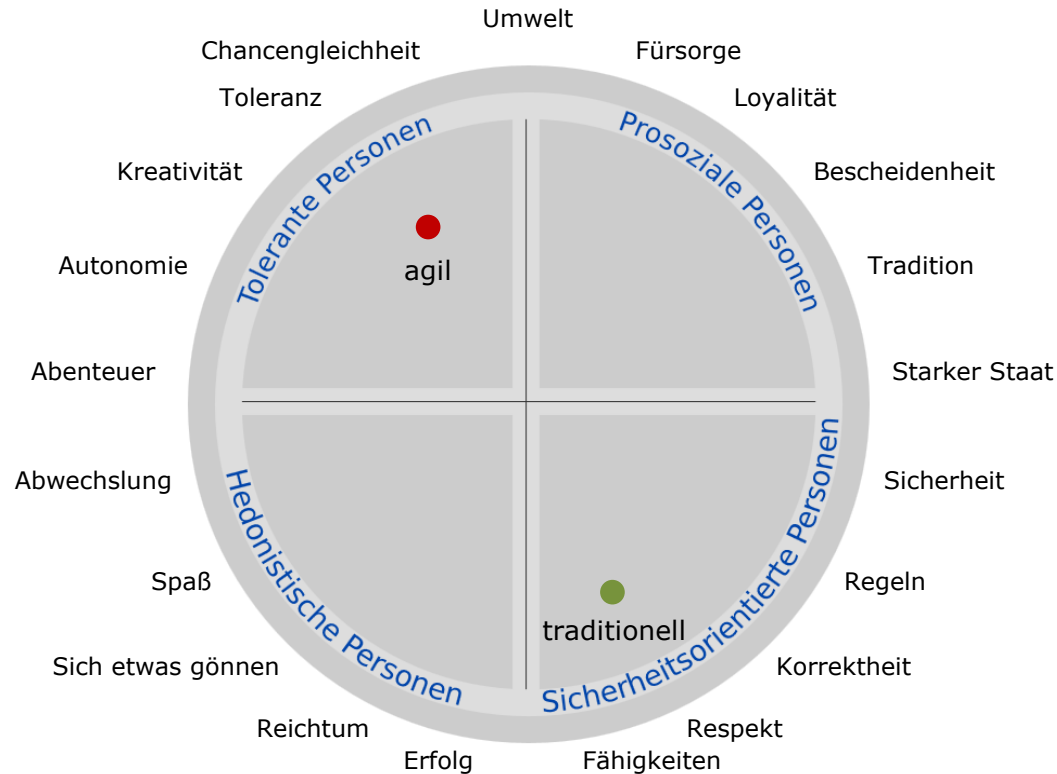 Umwelt
Chancengleichheit
Fürsorge
Toleranz
Loyalität
Tolerante Personen
Prosoziale Personen
Kreativität
Bescheidenheit
Autonomie
agil
Tradition
Abenteuer
Starker Staat
Abwechslung
Sicherheit
Hedonistische Personen
Sicherheitsorientierte Personen
Spaß
Regeln
traditionell
Sich etwas gönnen
Korrektheit
Reichtum
Respekt
Erfolg
Fähigkeiten